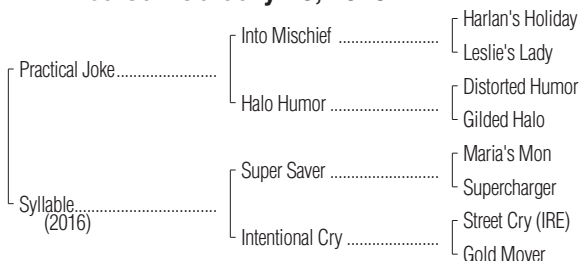 Harlan's Holiday
Into Mischief
Leslie's Lady
Practical Joke
Distorted Humor
Halo Humor
Gilded Halo
Maria's Mon
Super Saver
Supercharger
Syllable
(2016)
Street Cry (IRE)
Intentional Cry
Gold Mover